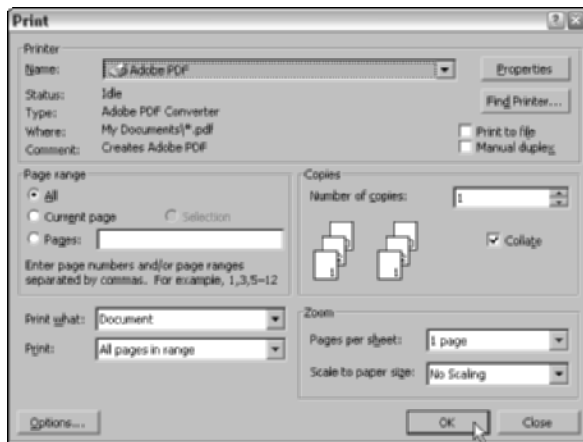 Print
Printer
Name: Adobe PDF
Properties
Status: Idle
Find Printer...
Type: Adobe PDF Converter
Where: My Documents\*.pdf
Print to file
Comment: Creates Adobe PDF
Manual duplex
Page range
All
Current page Selection
Pages:
Enter page numbers and/or page ranges
separated by commas. For example, 1,3,5–12
Copies
Number of copies: 1
Collate
Print what: Document
Print: All pages in range
Zoom
Pages per sheet: 1 page
Scale to paper size: No Scaling
Options...
OK
Close